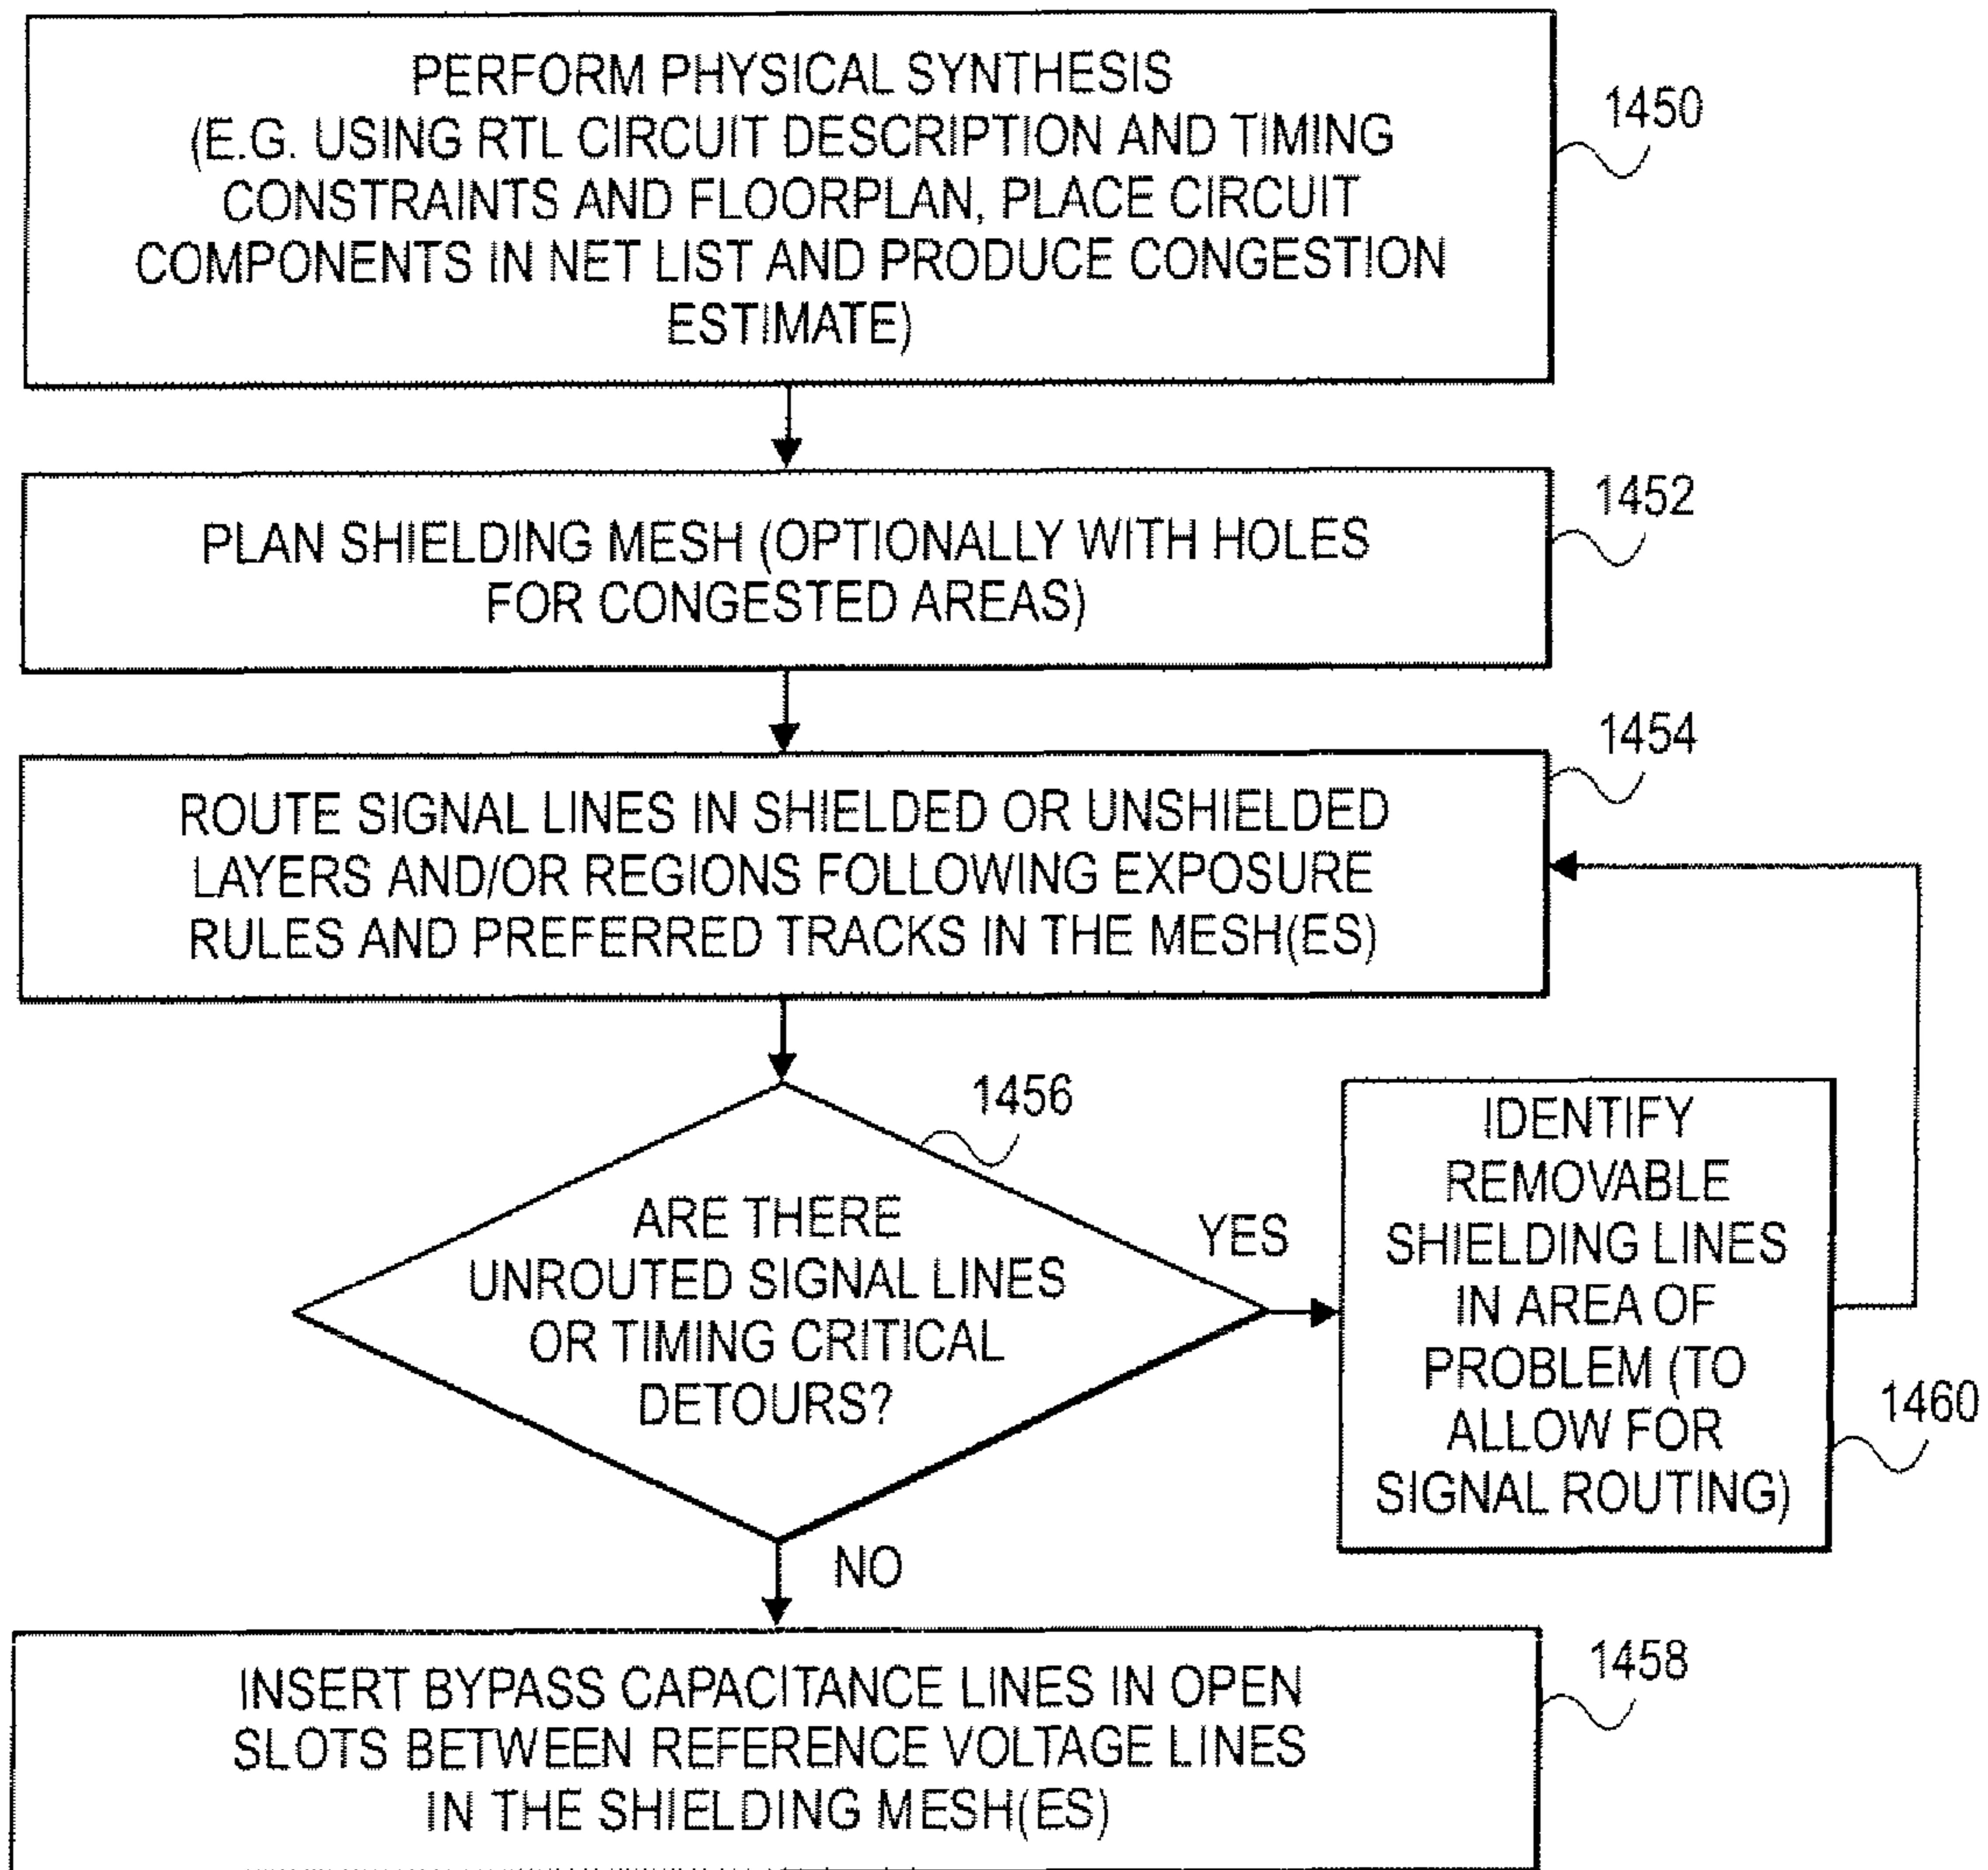 PERFORM PHYSICAL SYNTHESIS
(E.G. USING RTL CIRCUIT DESCRIPTION AND TIMING
CONSTRAINTS AND FLOORPLAN, PLACE CIRCUIT
COMPONENTS IN NET LIST AND PRODUCE CONGESTION
ESTIMATE)
1450
PLAN SHIELDING MESH (OPTIONALLY WITH HOLES
FOR CONGESTED AREAS)
1452
ROUTE SIGNAL LINES IN SHIELDED OR UNSHIELDED
LAYERS AND/OR REGIONS FOLLOWING EXPOSURE
RULES AND PREFERRED TRACKS IN THE MESH(ES)
1454
ARE THERE
UNROUTED SIGNAL LINES
OR TIMING CRITICAL
DETOURS?
1456
YES
IDENTIFY
REMOVABLE
SHIELDING LINES
IN AREA OF
PROBLEM (TO
ALLOW FOR
SIGNAL ROUTING)
1460
NO
INSERT BYPASS CAPACITANCE LINES IN OPEN
SLOTS BETWEEN REFERENCE VOLTAGE LINES
IN THE SHIELDING MESH(ES)
1458